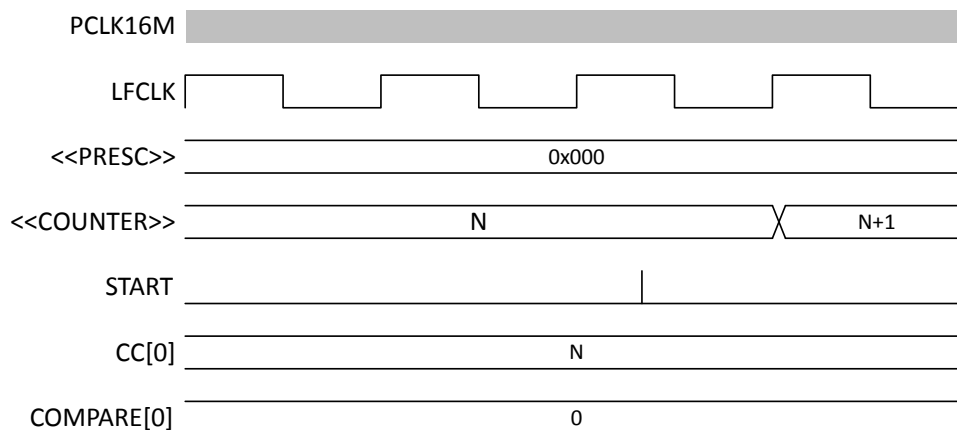 PCLK16M
LFCLK
<<PRESC>> 0x000
<<COUNTER>> N N+1
START
CC[0] N
COMPARE[0] 0